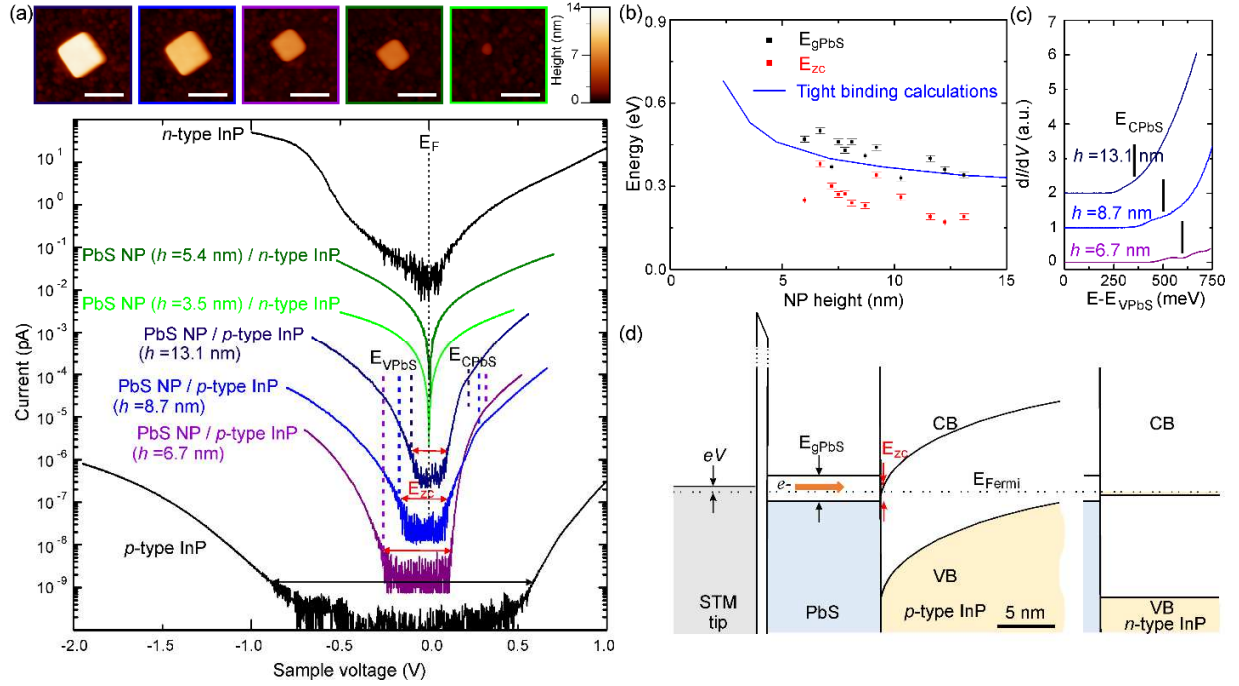 (a)
14
7
0
Height (nm)
n-type InP
E_F
PbS NP (h=5.4 nm) / n-type InP
PbS NP (h=3.5 nm) / n-type InP
PbS NP / p-type InP
(h=13.1 nm)
E_VPbS
E_CPbS
PbS NP / p-type InP
(h=8.7 nm)
PbS NP / p-type InP
(h=6.7 nm)
E_zc
p-type InP
10^1
10^0
10^-1
10^-2
10^-3
10^-4
10^-5
10^-6
10^-7
10^-8
10^-9
Current (pA)
-2.0
-1.5
-1.0
-0.5
0.0
0.5
1.0
Sample voltage (V)
(b)
E_gPbS
E_zc
Tight binding calculations
0.9
0.6
0.3
0.0
Energy (eV)
0
5
10
15
NP height (nm)
(c)
7
6
5
4
3
2
1
0
dI/dV (a.u.)
E_CPbS
h = 13.1 nm
h = 8.7 nm
h = 6.7 nm
0
250
500
750
E-E_VPbS (meV)
(d)
eV
E_gPbS
e-
E_zc
CB
E_Fermi
CB
VB
STM
tip
PbS
p-type InP
5 nm
VB
n-type InP